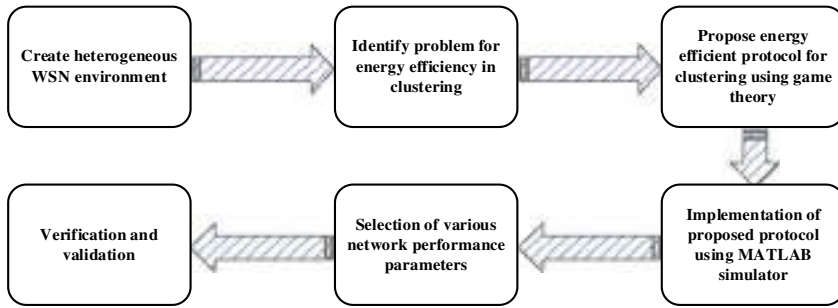 Create heterogeneous
WSN environment
Identify problem for
energy efficiency in
clustering
Propose energy
efficient protocol for
clustering using game
theory
Implementation of
proposed protocol
using MATLAB
simulator
Selection of various
network performance
parameters
Verification and
validation